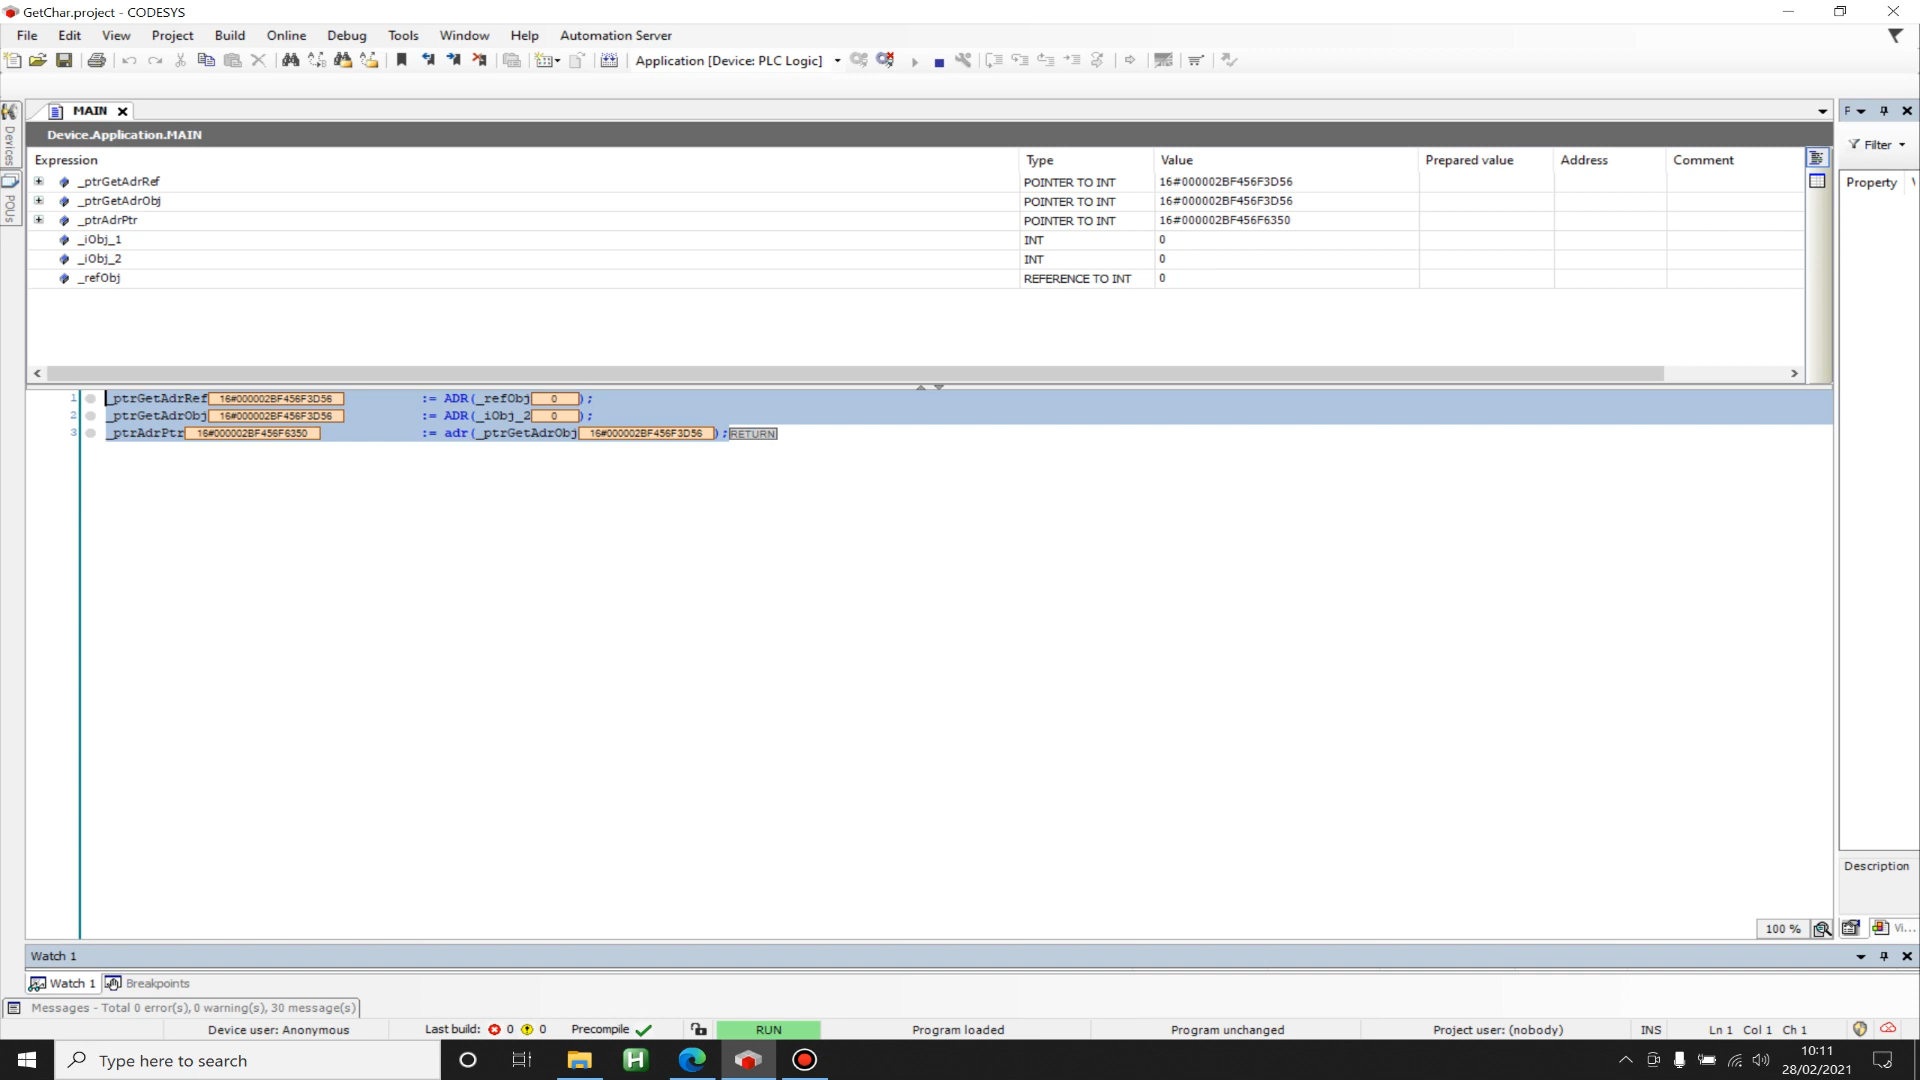 GetChar.project - CODESYS
File Edit View Project Build Online Debug Tools Window Help Automation Server
Application [Device: PLC Logic]
MAIN
Device.Application.MAIN
Expression Type Value Prepared value Address Comment
_ptrGetAdrRef POINTER TO INT 16#000002BF456F3D56
_ptrGetAdrObj POINTER TO INT 16#000002BF456F3D56
_ptrAdrPtr POINTER TO INT 16#000002BF456F6350
_iObj_1 INT 0
_iObj_2 INT 0
_refObj REFERENCE TO INT 0
1 _ptrGetAdrRef 16#000002BF456F3D56 := ADR(_refObj 0 );
2 _ptrGetAdrObj 16#000002BF456F3D56 := ADR(_iObj_2 0 );
3 _ptrAdrPtr 16#000002BF456F6350 := adr(_ptrGetAdrObj 16#000002BF456F3D56 );RETURN
Devices
POUs
F
Filter
Property
Description
100 %
Vi...
Watch 1
Watch 1 Breakpoints
Messages - Total 0 error(s), 0 warning(s), 30 message(s)
Device user: Anonymous Last build: 0 0 Precompile RUN Program loaded Program unchanged Project user: (nobody) INS Ln 1 Col 1 Ch 1
Type here to search
H
10:11
28/02/2021